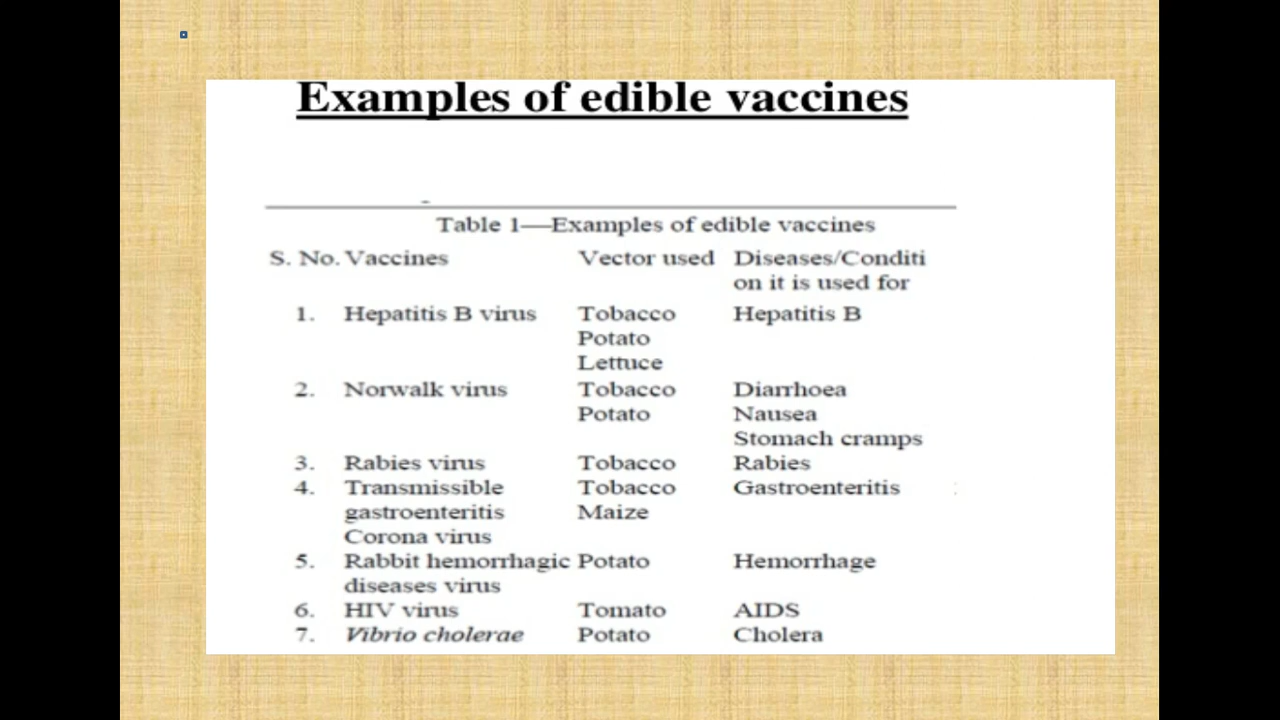 Examples of edible vaccines
Table 1—Examples of edible vaccines
S. No. Vaccines Vector used Diseases/Conditi
on it is used for
1. Hepatitis B virus Tobacco Hepatitis B
Potato
Lettuce
2. Norwalk virus Tobacco Diarrhoea
Potato Nausea
Stomach cramps
3. Rabies virus Tobacco Rabies
4. Transmissible Tobacco Gastroenteritis
gastroenteritis Maize
Corona virus
5. Rabbit hemorrhagic Potato Hemorrhage
diseases virus
6. HIV virus Tomato AIDS
7. Vibrio cholerae Potato Cholera